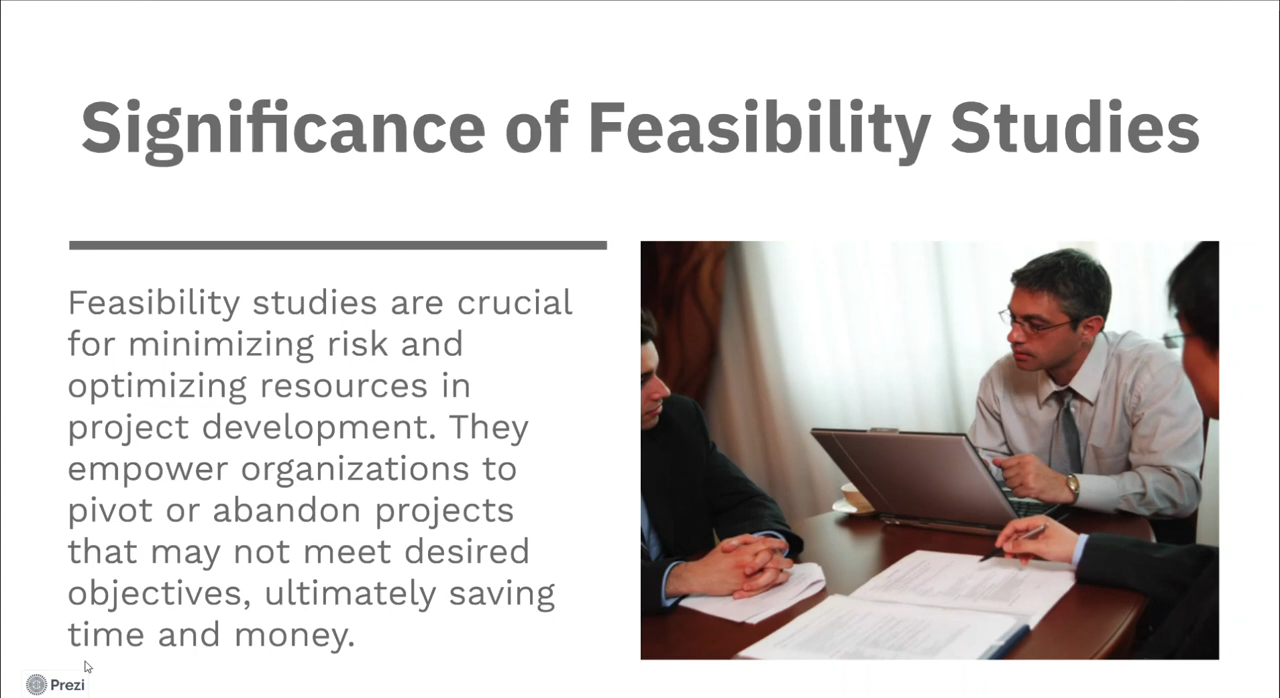 Significance of Feasibility Studies
Feasibility studies are crucial
for minimizing risk and
optimizing resources in
project development. They
empower organizations to
pivot or abandon projects
that may not meet desired
objectives, ultimately saving
time and money.
Prezi